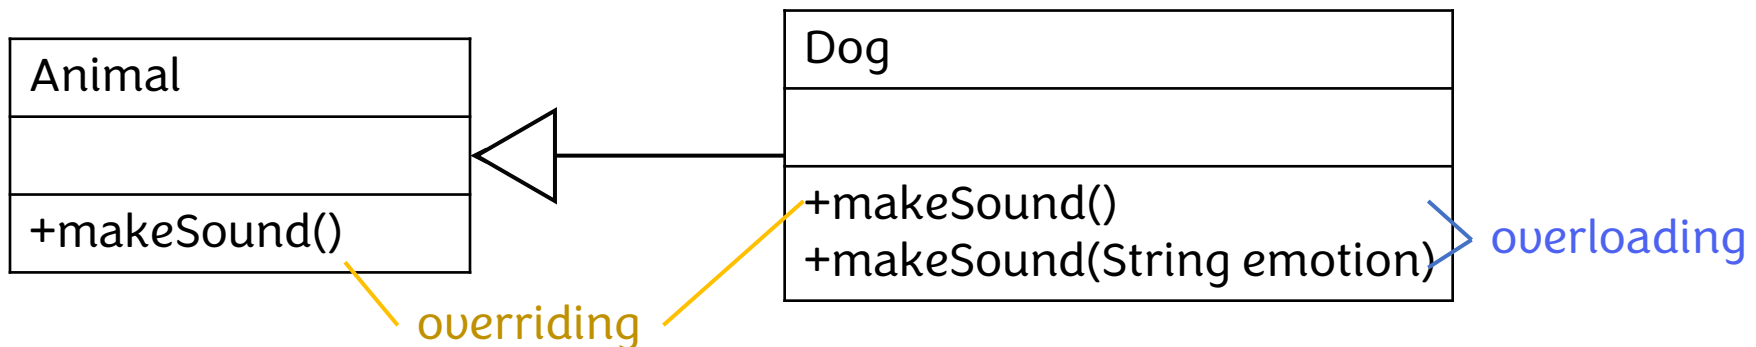 Animal
+makeSound()
Dog
+makeSound()
+makeSound(String emotion)
overriding
overloading